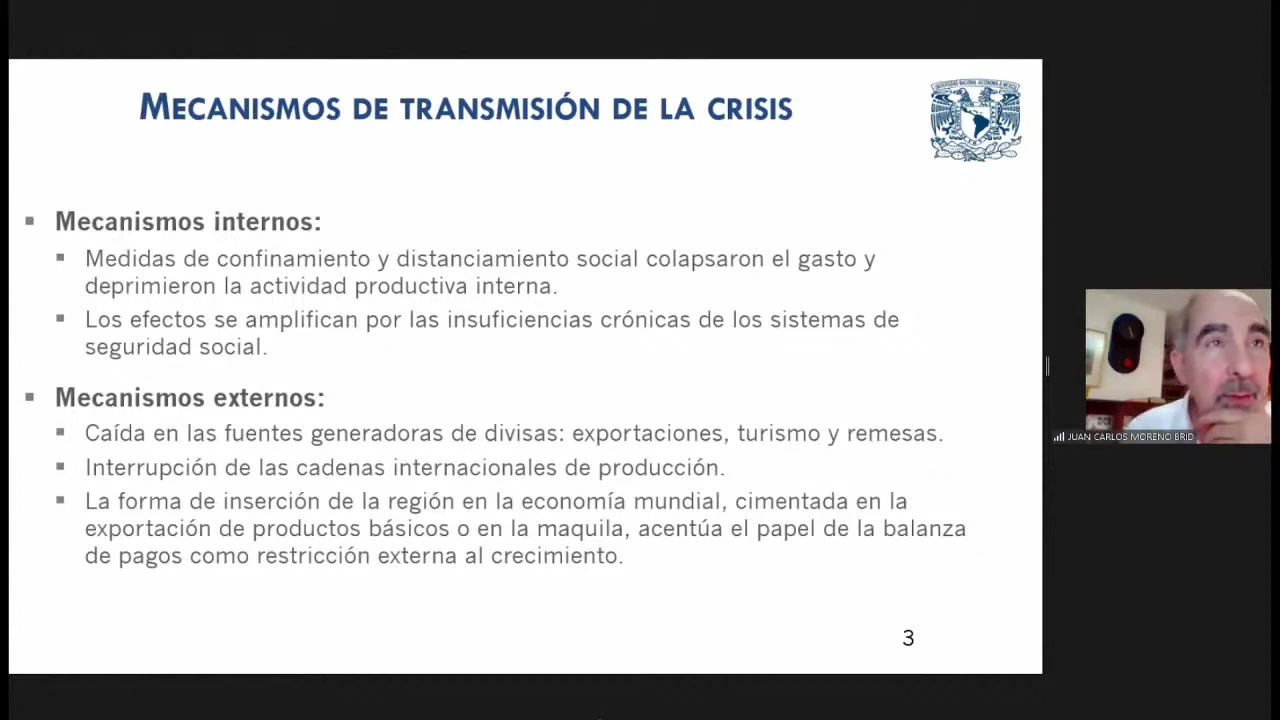 MECANISMOS DE TRANSMISIÓN DE LA CRISIS
Mecanismos internos:
Medidas de confinamiento y distanciamiento social colapsaron el gasto y
deprimieron la actividad productiva interna.
Los efectos se amplifican por las insuficiencias crónicas de los sistemas de
seguridad social.
Mecanismos externos:
Caída en las fuentes generadoras de divisas: exportaciones, turismo y remesas.
Interrupción de las cadenas internacionales de producción.
La forma de inserción de la región en la economía mundial, cimentada en la
exportación de productos básicos o en la maquila, acentúa el papel de la balanza
de pagos como restricción externa al crecimiento.
3
JUAN CARLOS MORENO BRID